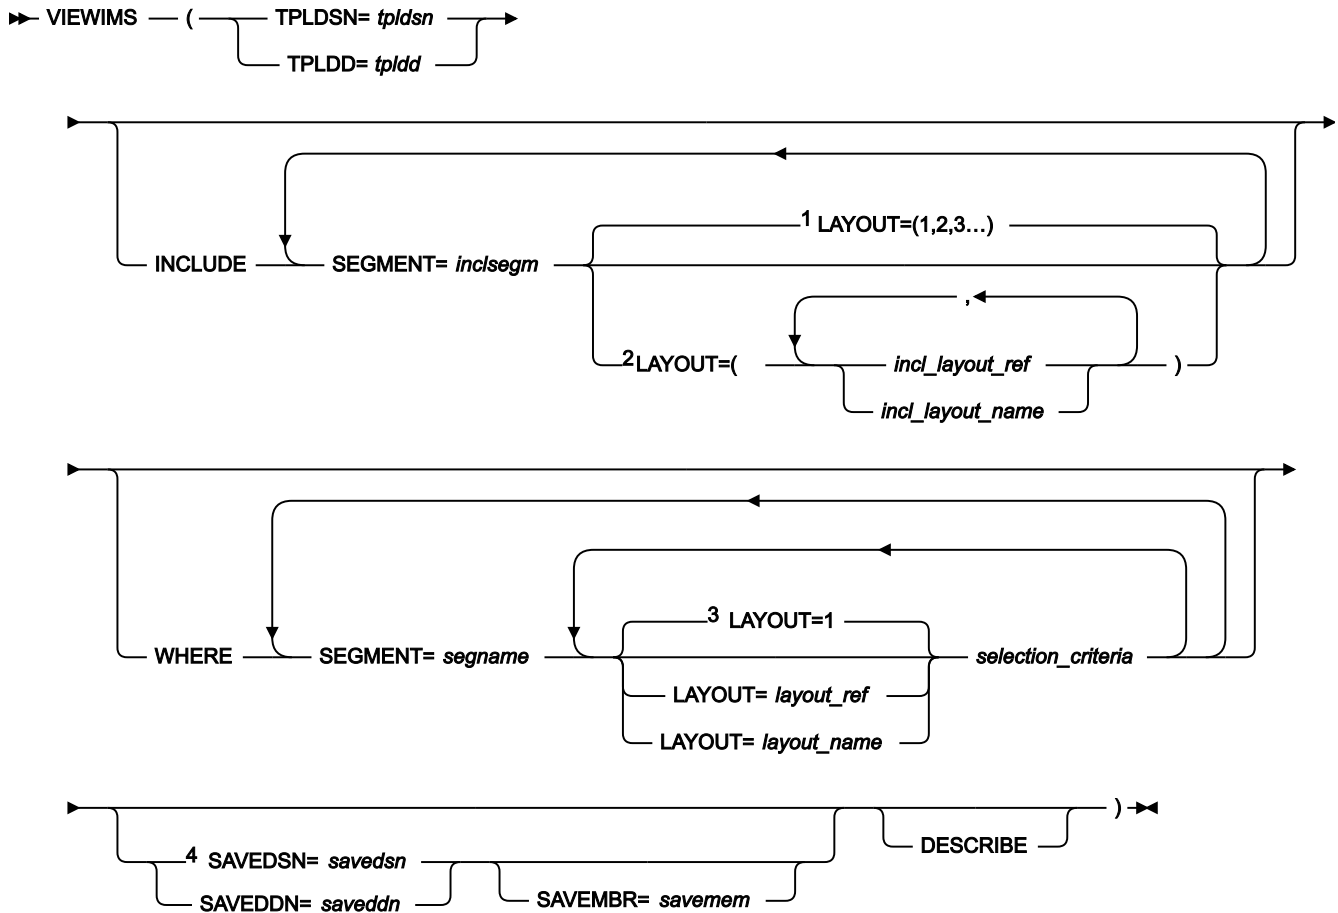 VIEWIMS ( TPLDSN= tpldsn
TPLDD= tpldd
1 LAYOUT=(1,2,3...)
INCLUDE SEGMENT= inclsegm
,
2 LAYOUT=( incl_layout_ref )
incl_layout_name
3 LAYOUT=1
WHERE SEGMENT= segname selection_criteria
LAYOUT= layout_ref
LAYOUT= layout_name
)
DESCRIBE
4 SAVEDSN= savedsn
SAVEDDN= saveddn SAVEMBR= savemem